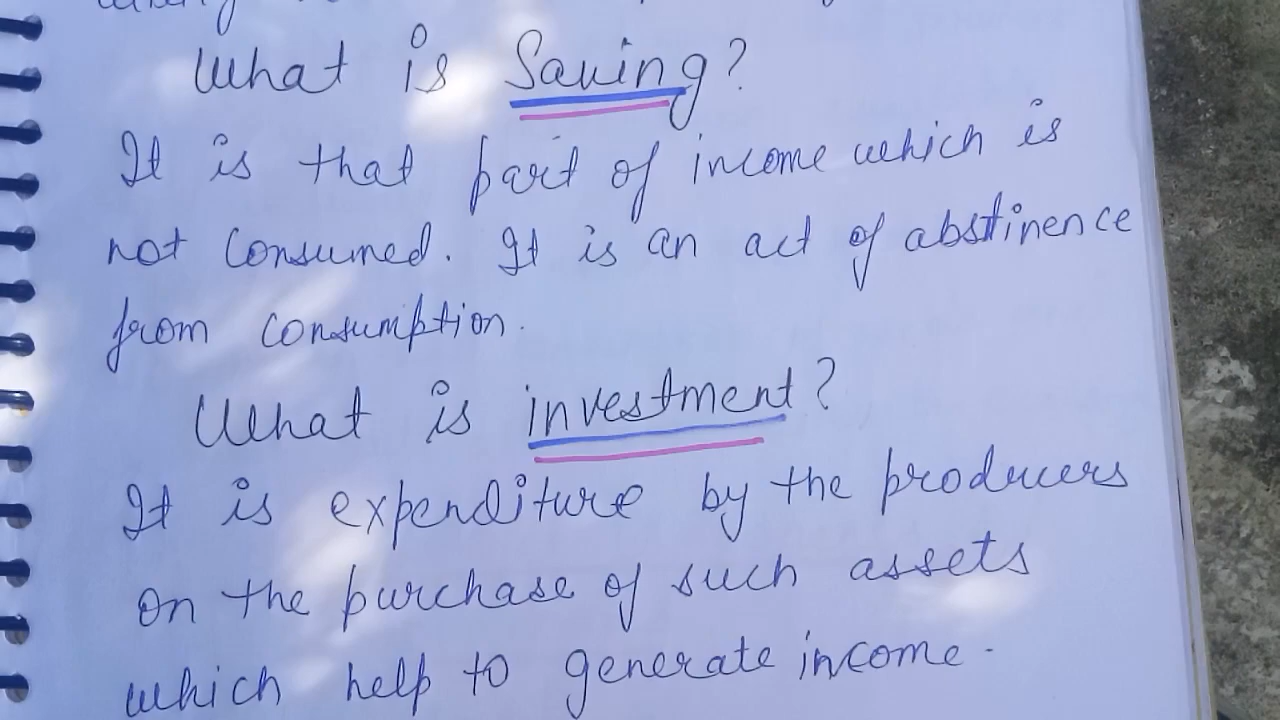 What is Saving?
It is that part of income which is
not consumed. It is an act of abstinence
from consumption.
What is investment?
It is expenditure by the producers
on the purchase of such assets
which help to generate income.